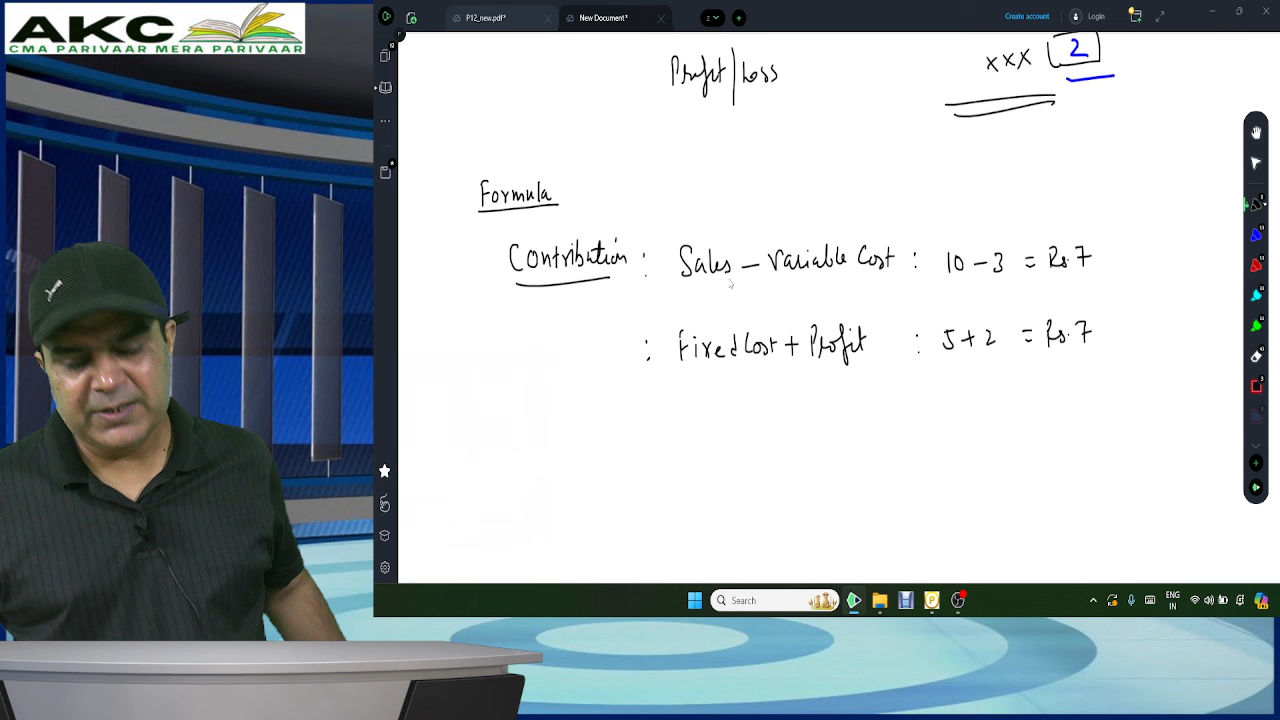 AKC
CMA PARIVAAR MERA PARIVAAR
P12_new.pdf*
New Document*
2
Create account
Login
Profit|Loss xxx 2
Formula
Contribution : Sales - Variable Cost : 10 - 3 = Rs.7
: Fixed Cost + Profit : 5 + 2 = Rs.7
Search
ENG
IN